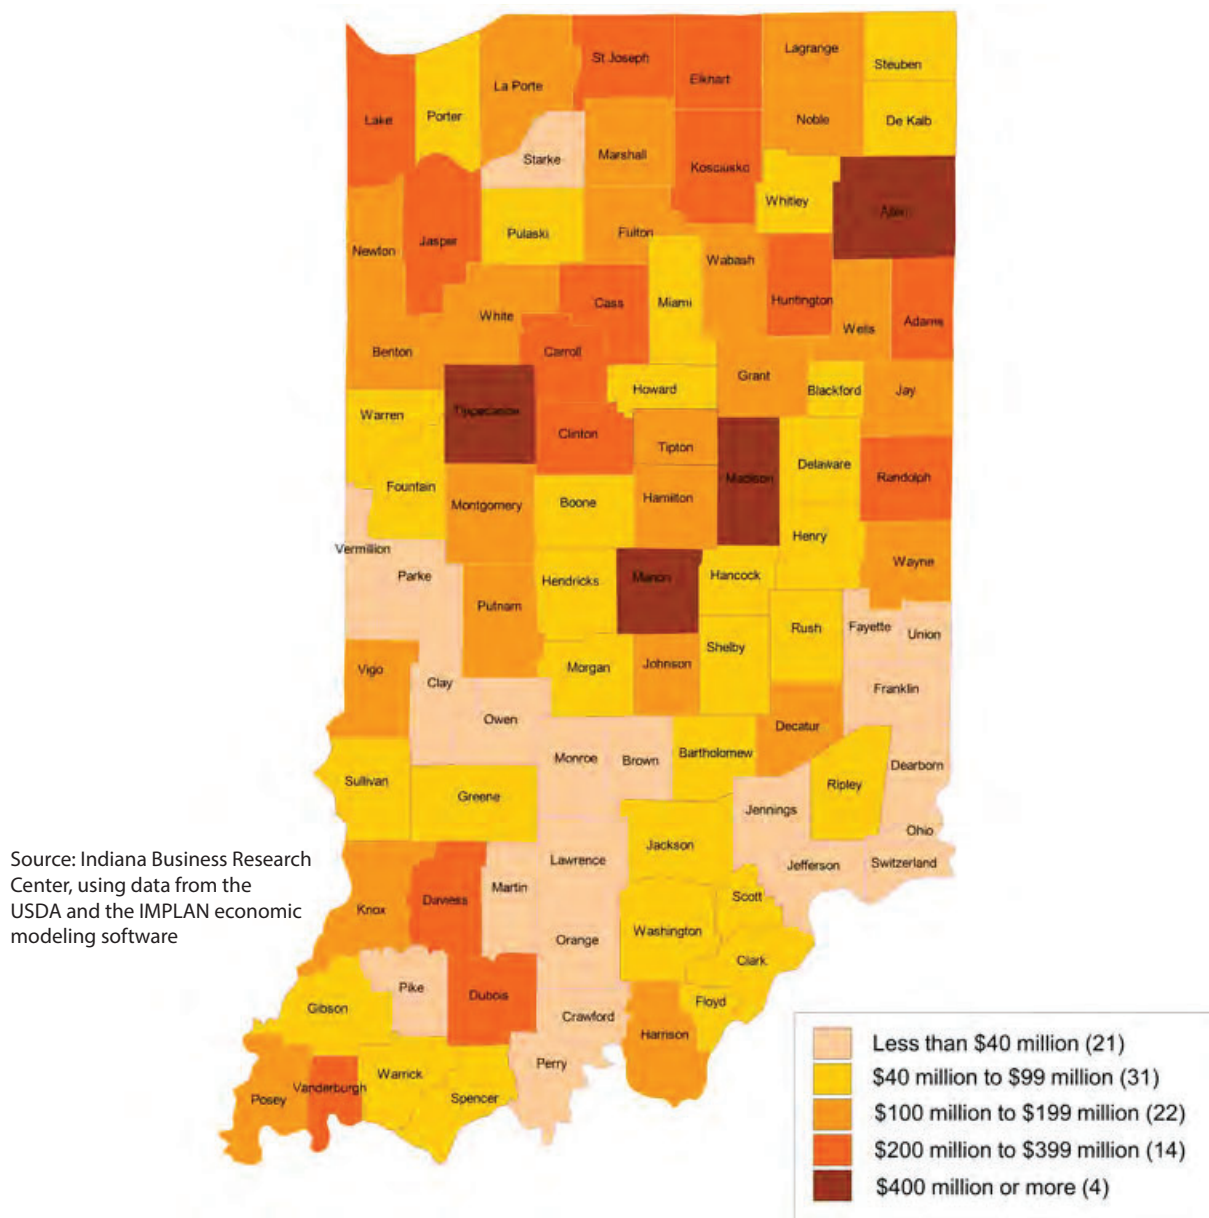 St Joseph
Lagrange
Elkhart
Steuben
La Porte
Lake
Porter
Noble
De Kalb
Starke
Marshall
Kosciusko
Whitley
Allen
Newton
Jasper
Pulaski
Fulton
Wabash
Miami
Huntington
Cass
White
Wells
Adams
Benton
Carroll
Grant
Howard
Blackford
Jay
Warren
Tippecanoe
Clinton
Tipton
Madison
Delaware
Randolph
Fountain
Montgomery
Boone
Hamilton
Henry
Vermillion
Parke
Hendricks
Marion
Hancock
Wayne
Putnam
Rush
Fayette
Union
Vigo
Clay
Morgan
Johnson
Shelby
Franklin
Owen
Decatur
Monroe
Brown
Bartholomew
Dearborn
Sullivan
Greene
Ripley
Jennings
Ohio
Jackson
Lawrence
Jefferson
Switzerland
Source: Indiana Business Research
Center, using data from the
USDA and the IMPLAN economic
modeling software
Knox
Daviess
Martin
Scott
Orange
Washington
Clark
Pike
Dubois
Gibson
Crawford
Floyd
Harrison
Perry
Posey
Vanderburgh
Warrick
Spencer
Less than $40 million (21)
$40 million to $99 million (31)
$100 million to $199 million (22)
$200 million to $399 million (14)
$400 million or more (4)